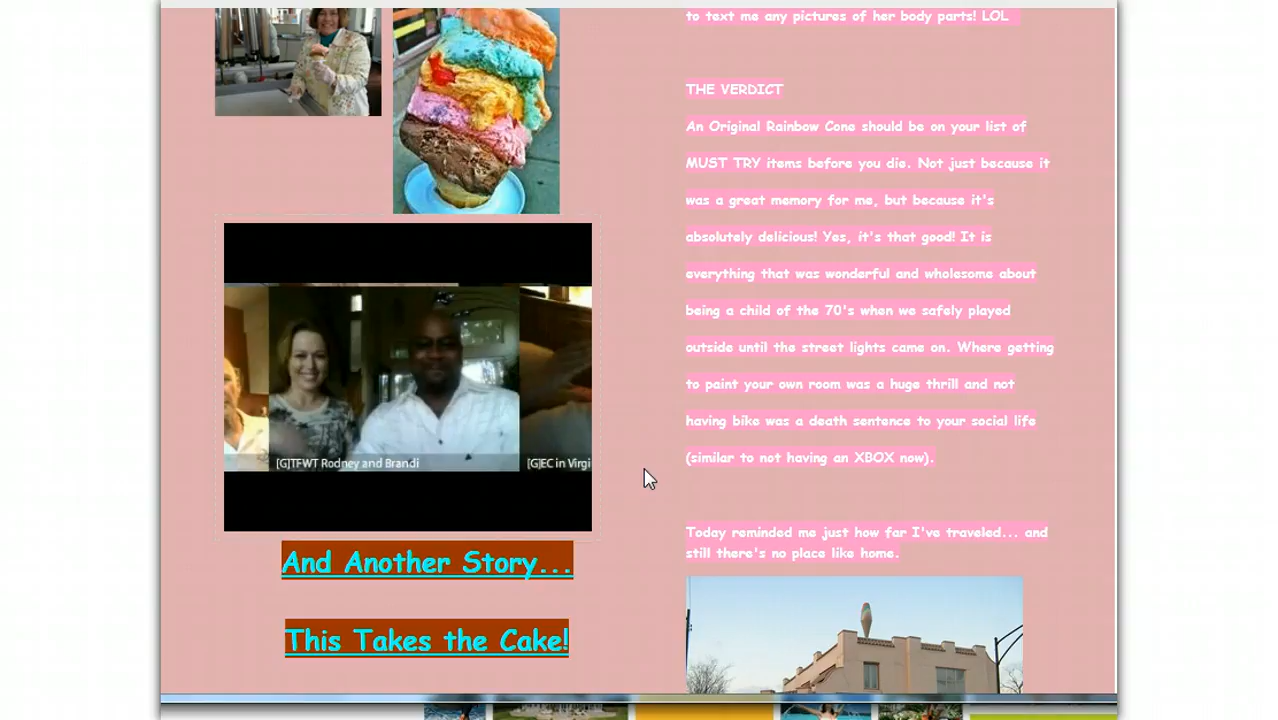 to text me any pictures of her body parts! LOL
THE VERDICT
An Original Rainbow Cone should be on your list of
MUST TRY items before you die. Not just because it
was a great memory for me, but because it's
absolutely delicious! Yes, it's that good! It is
everything that was wonderful and wholesome about
being a child of the 70's when we safely played
outside until the street lights came on. Where getting
to paint your own room was a huge thrill and not
having bike was a death sentence to your social life
(similar to not having an XBOX now).
Today reminded me just how far I've traveled... and
still there's no place like home.
[G]TFWT Rodney and Brandi
[G]EC in Virgi
And Another Story...
This Takes the Cake!